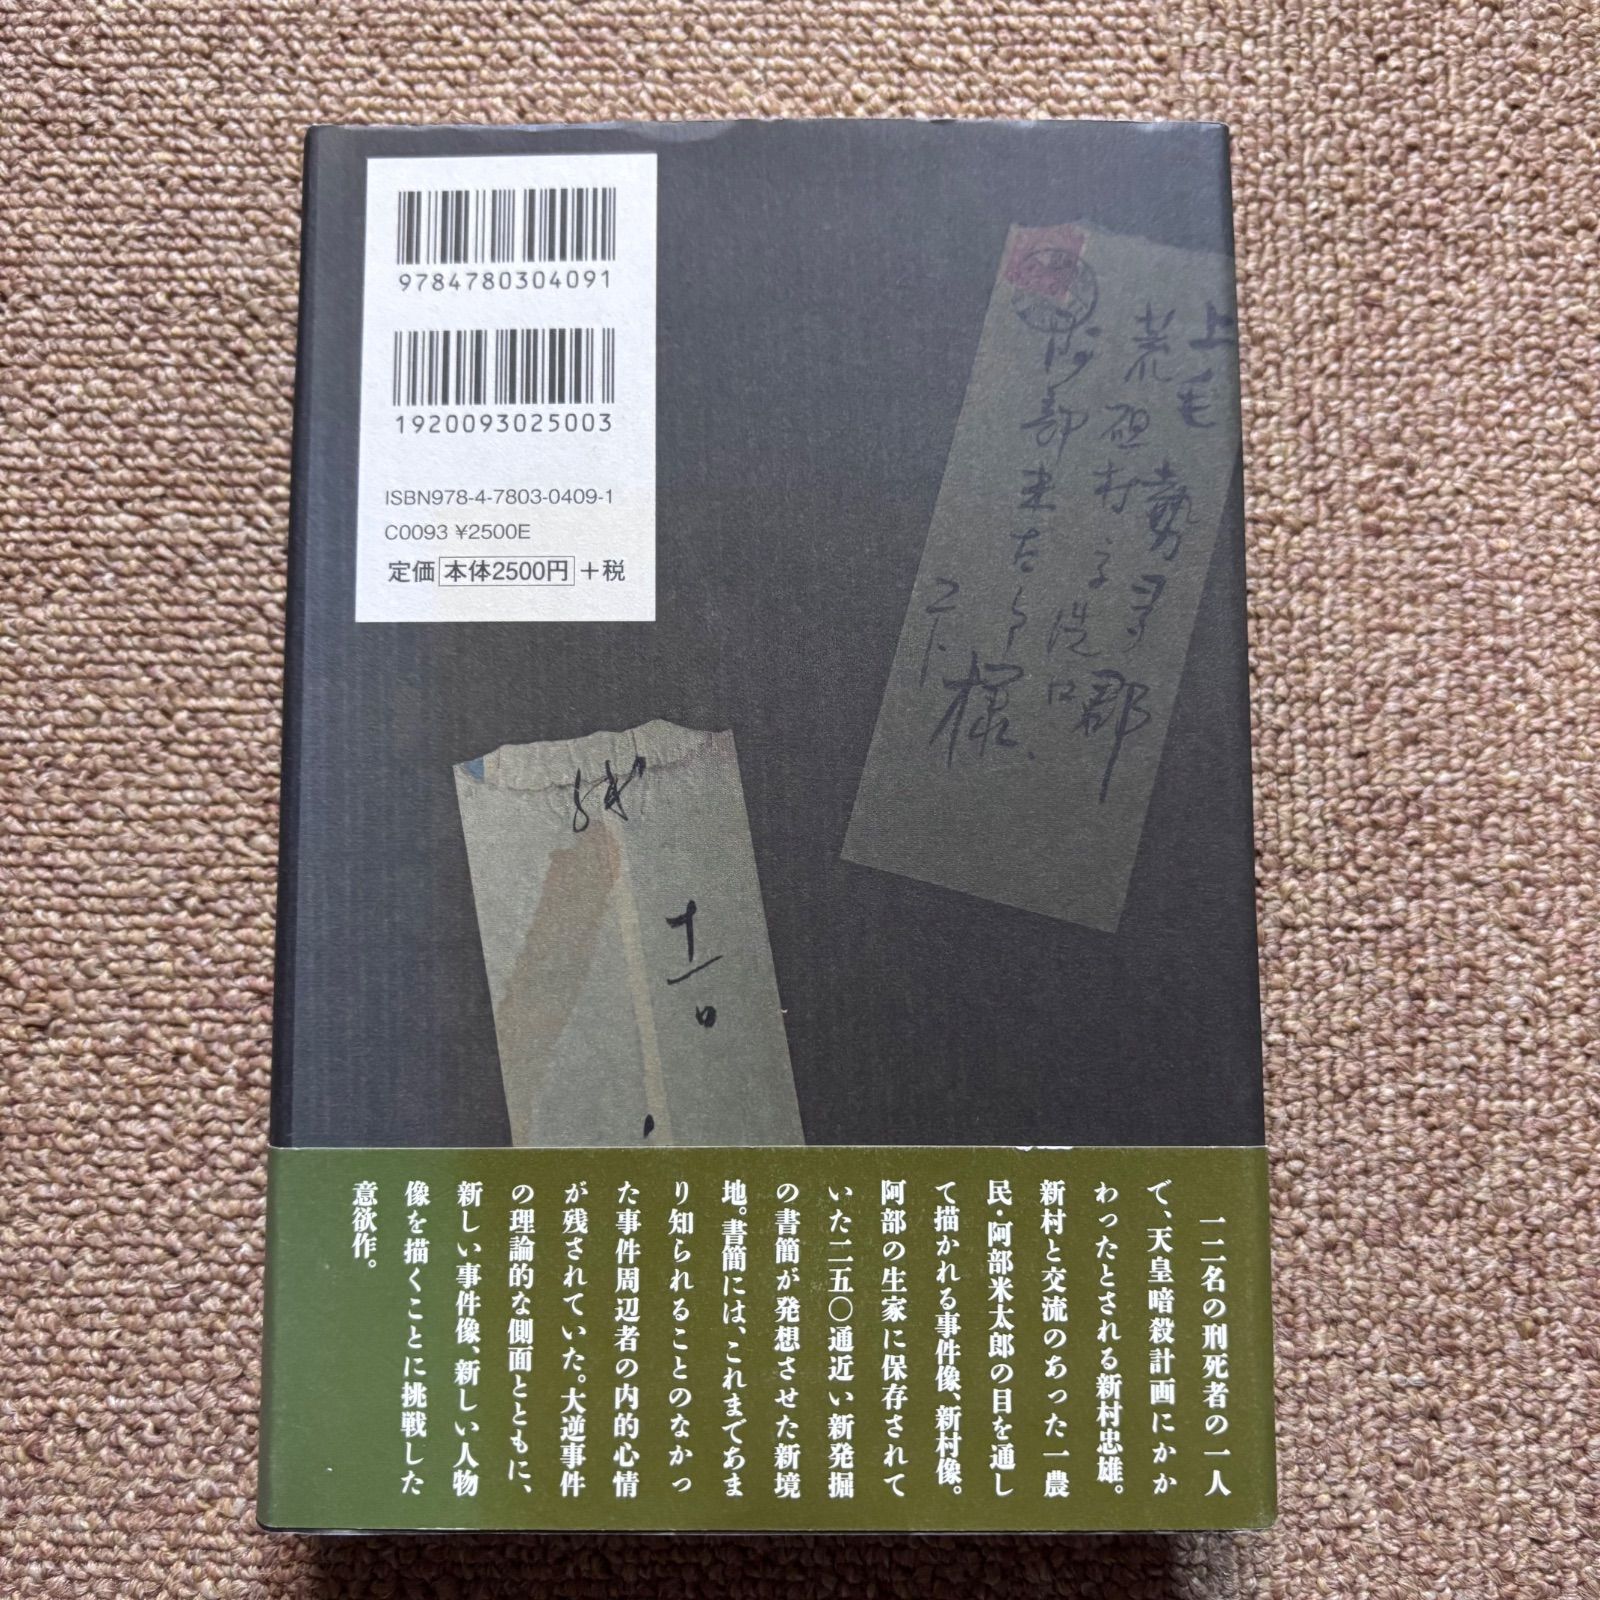 9784780304091
1920093025003
ISBN978-4-7803-0409-1
C0093 ¥2500E
定価 本体2500円 +税
上毛
勢多郡
荒砥村字洗口
阿部米太郎
様
十一
一二名の刑死者の一人
で、天皇暗殺計画にかか
わったとされる新村忠雄。
新村と交流のあった一農
民・阿部米太郎の目を通し
て描かれる事件像、新村像。
阿部の生家に保存されて
いた二五〇通近い新発掘
の書簡が発想させた新境
地。書簡には、これまであま
り知られることのなかっ
た事件周辺者の内的心情
が残されていた。大逆事件
の理論的な側面とともに、
新しい事件像、新しい人物
像を描くことに挑戦した
意欲作。